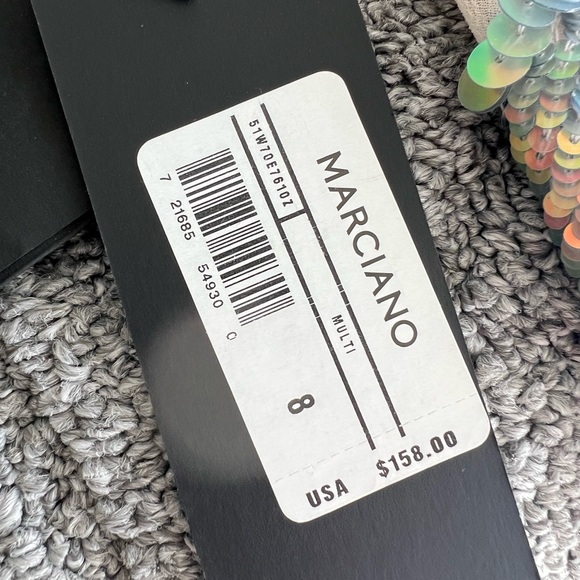 MARCIANO
51W70E7610Z
MULTI
7 21685 54930 0
8
USA $158.00